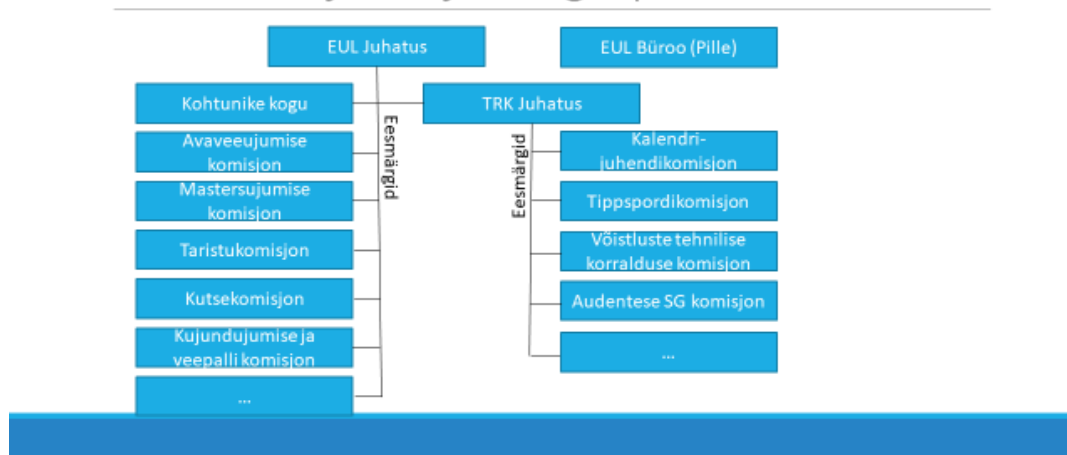 EUL Juhatus
EUL Büroo (Pille)
Kohtunike kogu
TRK Juhatus
Avaveeujumise
komisjon
Mastersujumise
komisjon
Taristukomisjon
Kutsekomisjon
Kujundujumise ja
veepalli komisjon
...
Eesmärgid
Eesmärgid
Kalendri-
juhendikomisjon
Tippspordikomisjon
Võistluste tehnilise
korralduse komisjon
Audentese SG komisjon
...